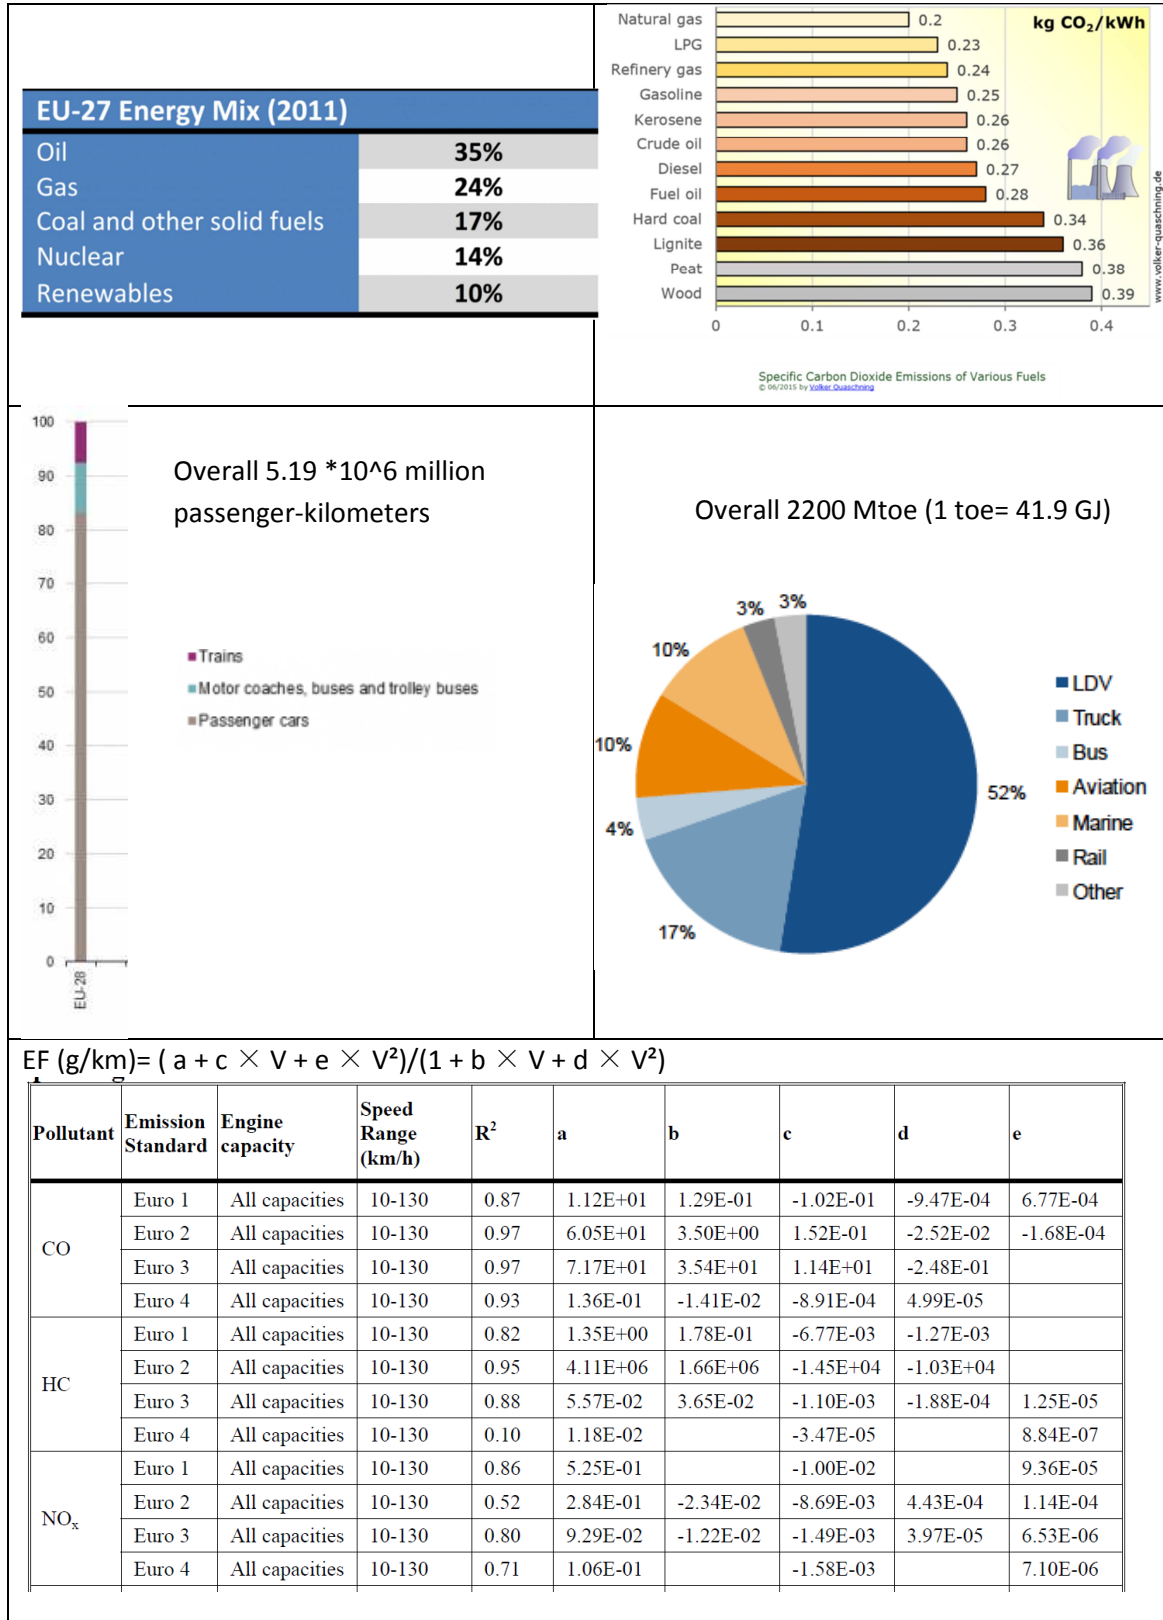 EU-27 Energy Mix (2011)
Oil 35%
Gas 24%
Coal and other solid fuels 17%
Nuclear 14%
Renewables 10%
kg CO₂/kWh
Natural gas 0.2
LPG 0.23
Refinery gas 0.24
Gasoline 0.25
Kerosene 0.26
Crude oil 0.26
Diesel 0.27
Fuel oil 0.28
Hard coal 0.34
Lignite 0.36
Peat 0.38
Wood 0.39
0 0.1 0.2 0.3 0.4
www.volker-quaschning.de
Specific Carbon Dioxide Emissions of Various Fuels
© 06/2015 by Volker Quaschning
100
90
80
70
60
50
40
30
20
10
0
EU-28
Overall 5.19 *10^6 million
passenger-kilometers
Trains
Motor coaches, buses and trolley buses
Passenger cars
Overall 2200 Mtoe (1 toe= 41.9 GJ)
3% 3%
10%
10%
4%
17%
52%
LDV
Truck
Bus
Aviation
Marine
Rail
Other
EF (g/km)= ( a + c × V + e × V²)/(1 + b × V + d × V²)
Pollutant Emission Standard Engine capacity Speed Range (km/h) R² a b c d e
CO
Euro 1 All capacities 10-130 0.87 1.12E+01 1.29E-01 -1.02E-01 -9.47E-04 6.77E-04
Euro 2 All capacities 10-130 0.97 6.05E+01 3.50E+00 1.52E-01 -2.52E-02 -1.68E-04
Euro 3 All capacities 10-130 0.97 7.17E+01 3.54E+01 1.14E+01 -2.48E-01
Euro 4 All capacities 10-130 0.93 1.36E-01 -1.41E-02 -8.91E-04 4.99E-05
HC
Euro 1 All capacities 10-130 0.82 1.35E+00 1.78E-01 -6.77E-03 -1.27E-03
Euro 2 All capacities 10-130 0.95 4.11E+06 1.66E+06 -1.45E+04 -1.03E+04
Euro 3 All capacities 10-130 0.88 5.57E-02 3.65E-02 -1.10E-03 -1.88E-04 1.25E-05
Euro 4 All capacities 10-130 0.10 1.18E-02 -3.47E-05 8.84E-07
NOₓ
Euro 1 All capacities 10-130 0.86 5.25E-01 -1.00E-02 9.36E-05
Euro 2 All capacities 10-130 0.52 2.84E-01 -2.34E-02 -8.69E-03 4.43E-04 1.14E-04
Euro 3 All capacities 10-130 0.80 9.29E-02 -1.22E-02 -1.49E-03 3.97E-05 6.53E-06
Euro 4 All capacities 10-130 0.71 1.06E-01 -1.58E-03 7.10E-06